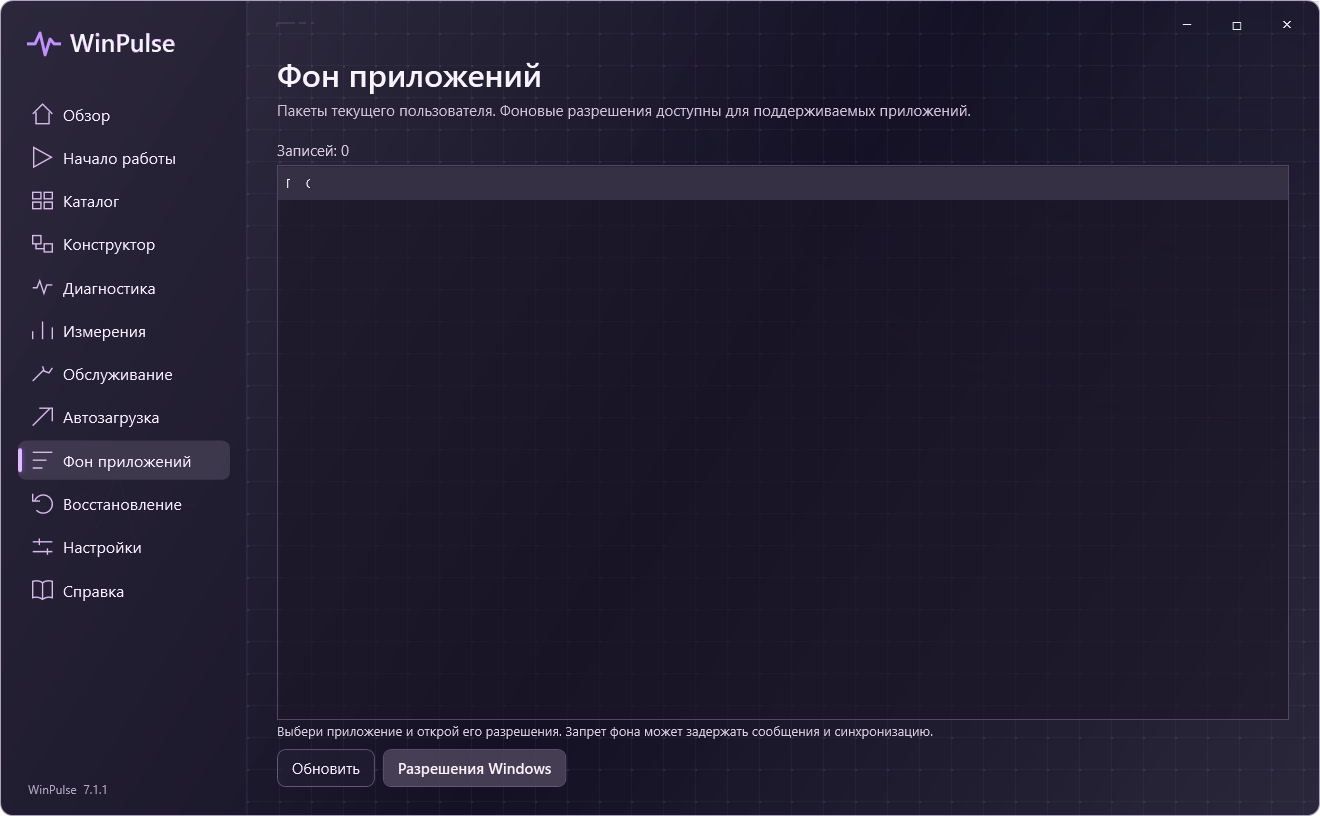 WinPulse
Обзор
Начало работы
Каталог
Конструктор
Диагностика
Измерения
Обслуживание
Автозагрузка
Фон приложений
Восстановление
Настройки
Справка
WinPulse 7.1.1
Фон приложений
Пакеты текущего пользователя. Фоновые разрешения доступны для поддерживаемых приложений.
Записей: 0
Выбери приложение и открой его разрешения. Запрет фона может задержать сообщения и синхронизацию.
Обновить
Разрешения Windows